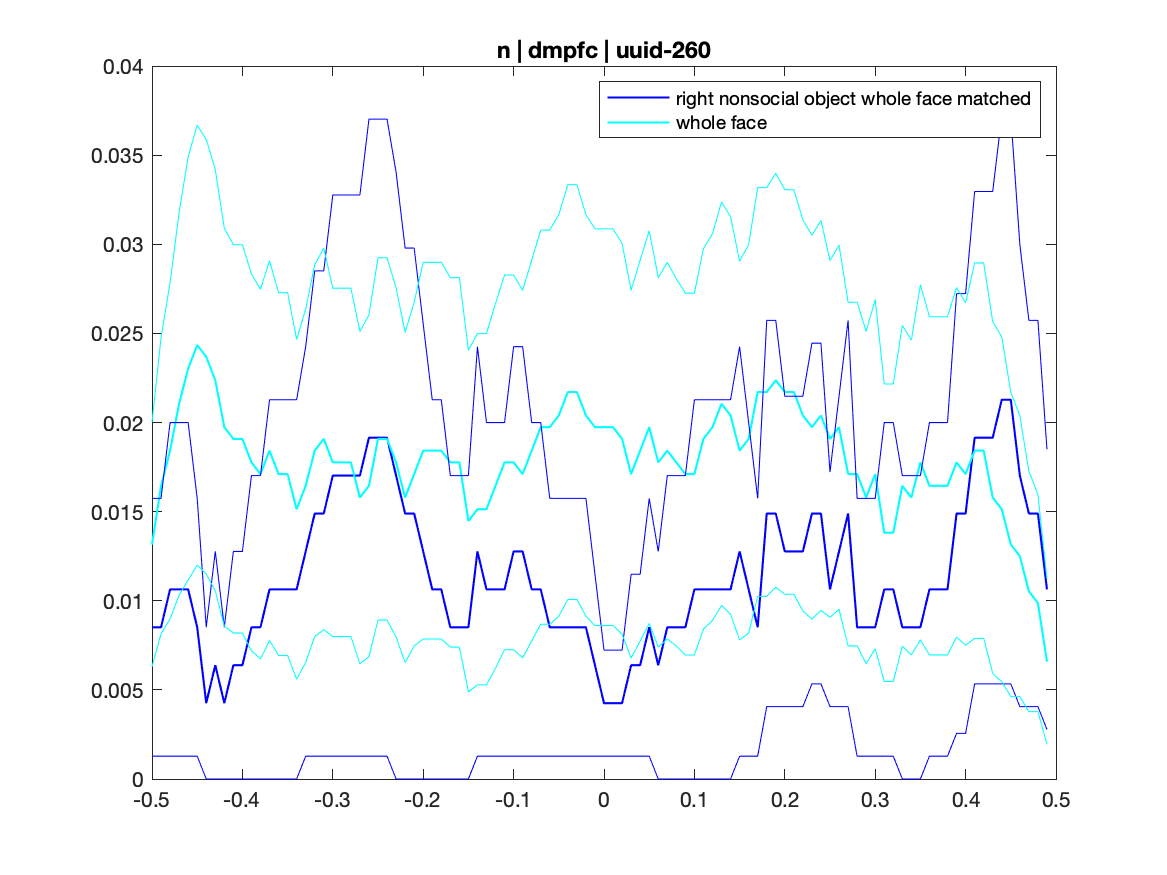 n | dmpfc | uuid-260
right nonsocial object whole face matched
whole face
0.04
0.035
0.03
0.025
0.02
0.015
0.01
0.005
0
-0.5 -0.4 -0.3 -0.2 -0.1 0 0.1 0.2 0.3 0.4 0.5